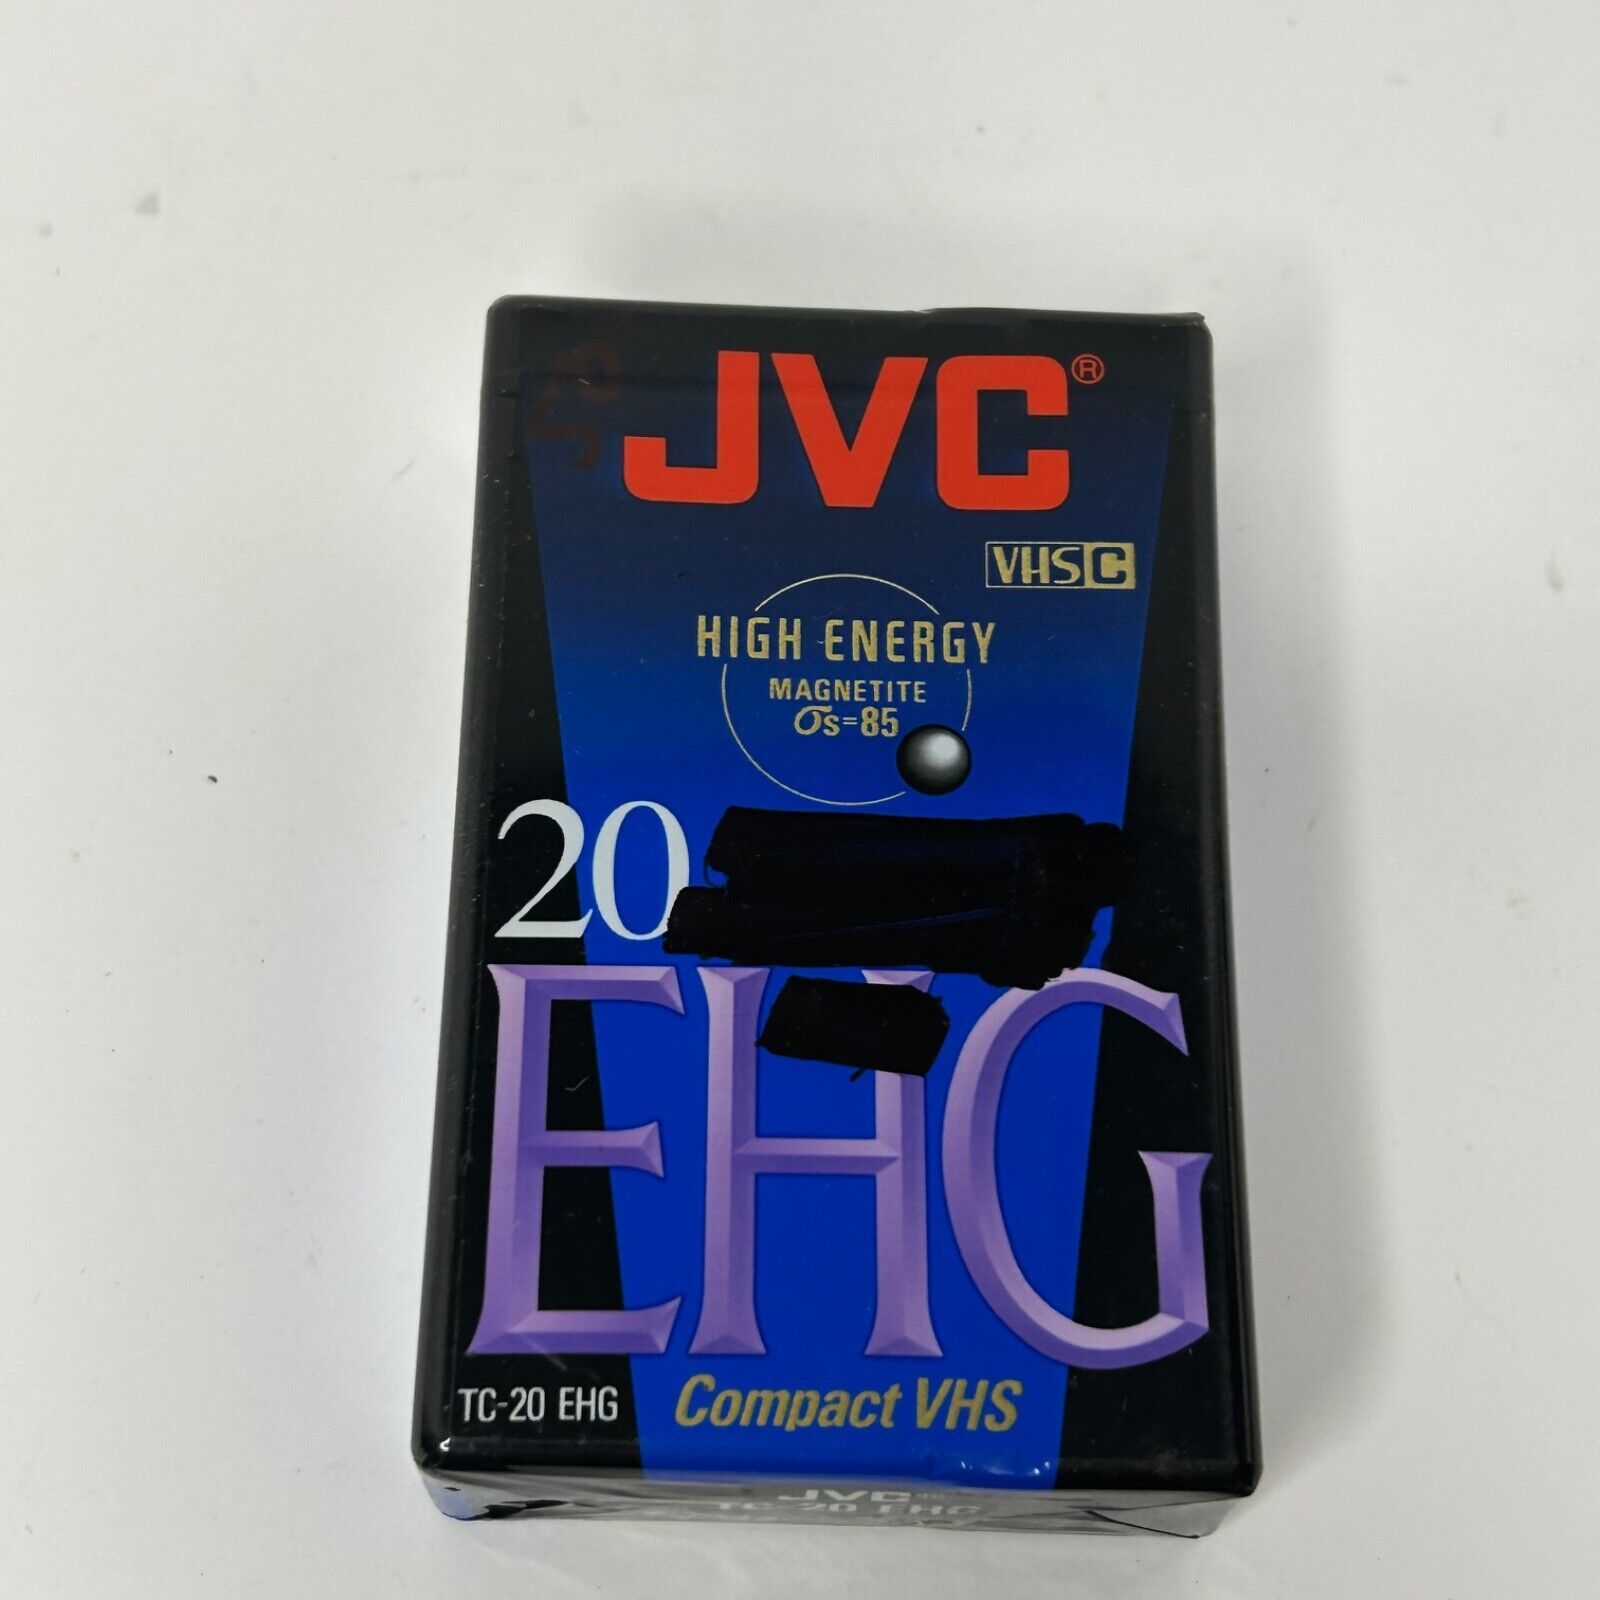 JVC®
VHS C
HIGH ENERGY
MAGNETITE
σs=85
20
EHG
TC-20 EHG Compact VHS
JVC
TC-20 EHG